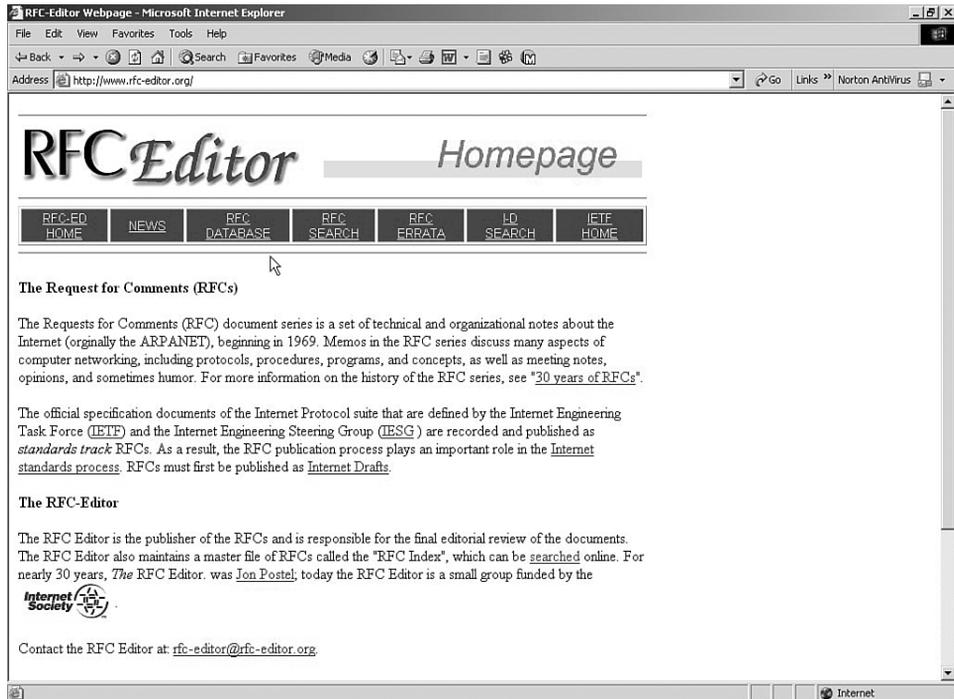 RFC-Editor Webpage - Microsoft Internet Explorer
File Edit View Favorites Tools Help
Back Search Favorites Media
Address http://www.rfc-editor.org/ Go Links » Norton AntiVirus
RFC Editor Homepage
RFC-ED HOME
NEWS
RFC DATABASE
RFC SEARCH
RFC ERRATA
I-D SEARCH
IETF HOME
The Request for Comments (RFCs)
The Requests for Comments (RFC) document series is a set of technical and organizational notes about the
Internet (orginally the ARPANET), beginning in 1969. Memos in the RFC series discuss many aspects of
computer networking, including protocols, procedures, programs, and concepts, as well as meeting notes,
opinions, and sometimes humor. For more information on the history of the RFC series, see "30 years of RFCs".
The official specification documents of the Internet Protocol suite that are defined by the Internet Engineering
Task Force (IETF) and the Internet Engineering Steering Group (IESG ) are recorded and published as
standards track RFCs. As a result, the RFC publication process plays an important role in the Internet
standards process. RFCs must first be published as Internet Drafts.
The RFC-Editor
The RFC Editor is the publisher of the RFCs and is responsible for the final editorial review of the documents.
The RFC Editor also maintains a master file of RFCs called the "RFC Index", which can be searched online. For
nearly 30 years, The RFC Editor. was Jon Postel; today the RFC Editor is a small group funded by the
Internet
Society .
Contact the RFC Editor at: rfc-editor@rfc-editor.org.
Internet